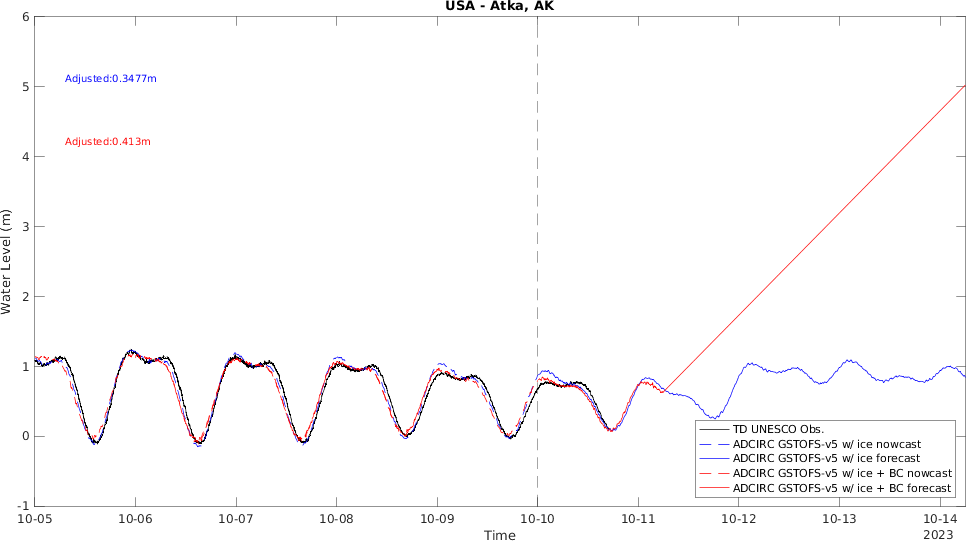 USA - Atka, AK
6
5
4
3
2
1
0
-1
Water Level (m)
Adjusted:0.3477m
Adjusted:0.413m
TD UNESCO Obs.
ADCIRC GSTOFS-v5 w/ ice nowcast
ADCIRC GSTOFS-v5 w/ ice forecast
ADCIRC GSTOFS-v5 w/ ice + BC nowcast
ADCIRC GSTOFS-v5 w/ ice + BC forecast
10-05 10-06 10-07 10-08 10-09 10-10 10-11 10-12 10-13 10-14
2023
Time